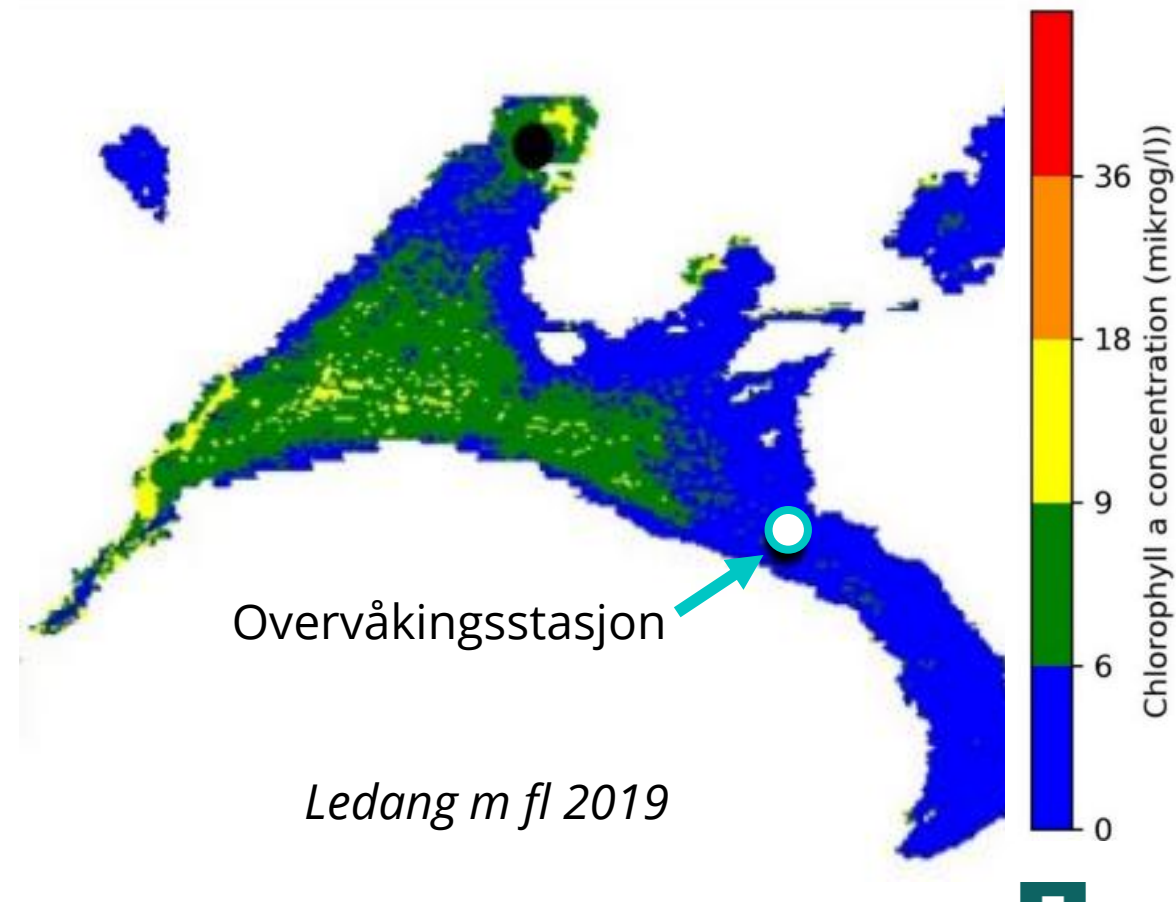 36
18
9
6
0
Chlorophyll a concentration (mikrog/l))
Overvåkingsstasjon
Ledang m fl 2019